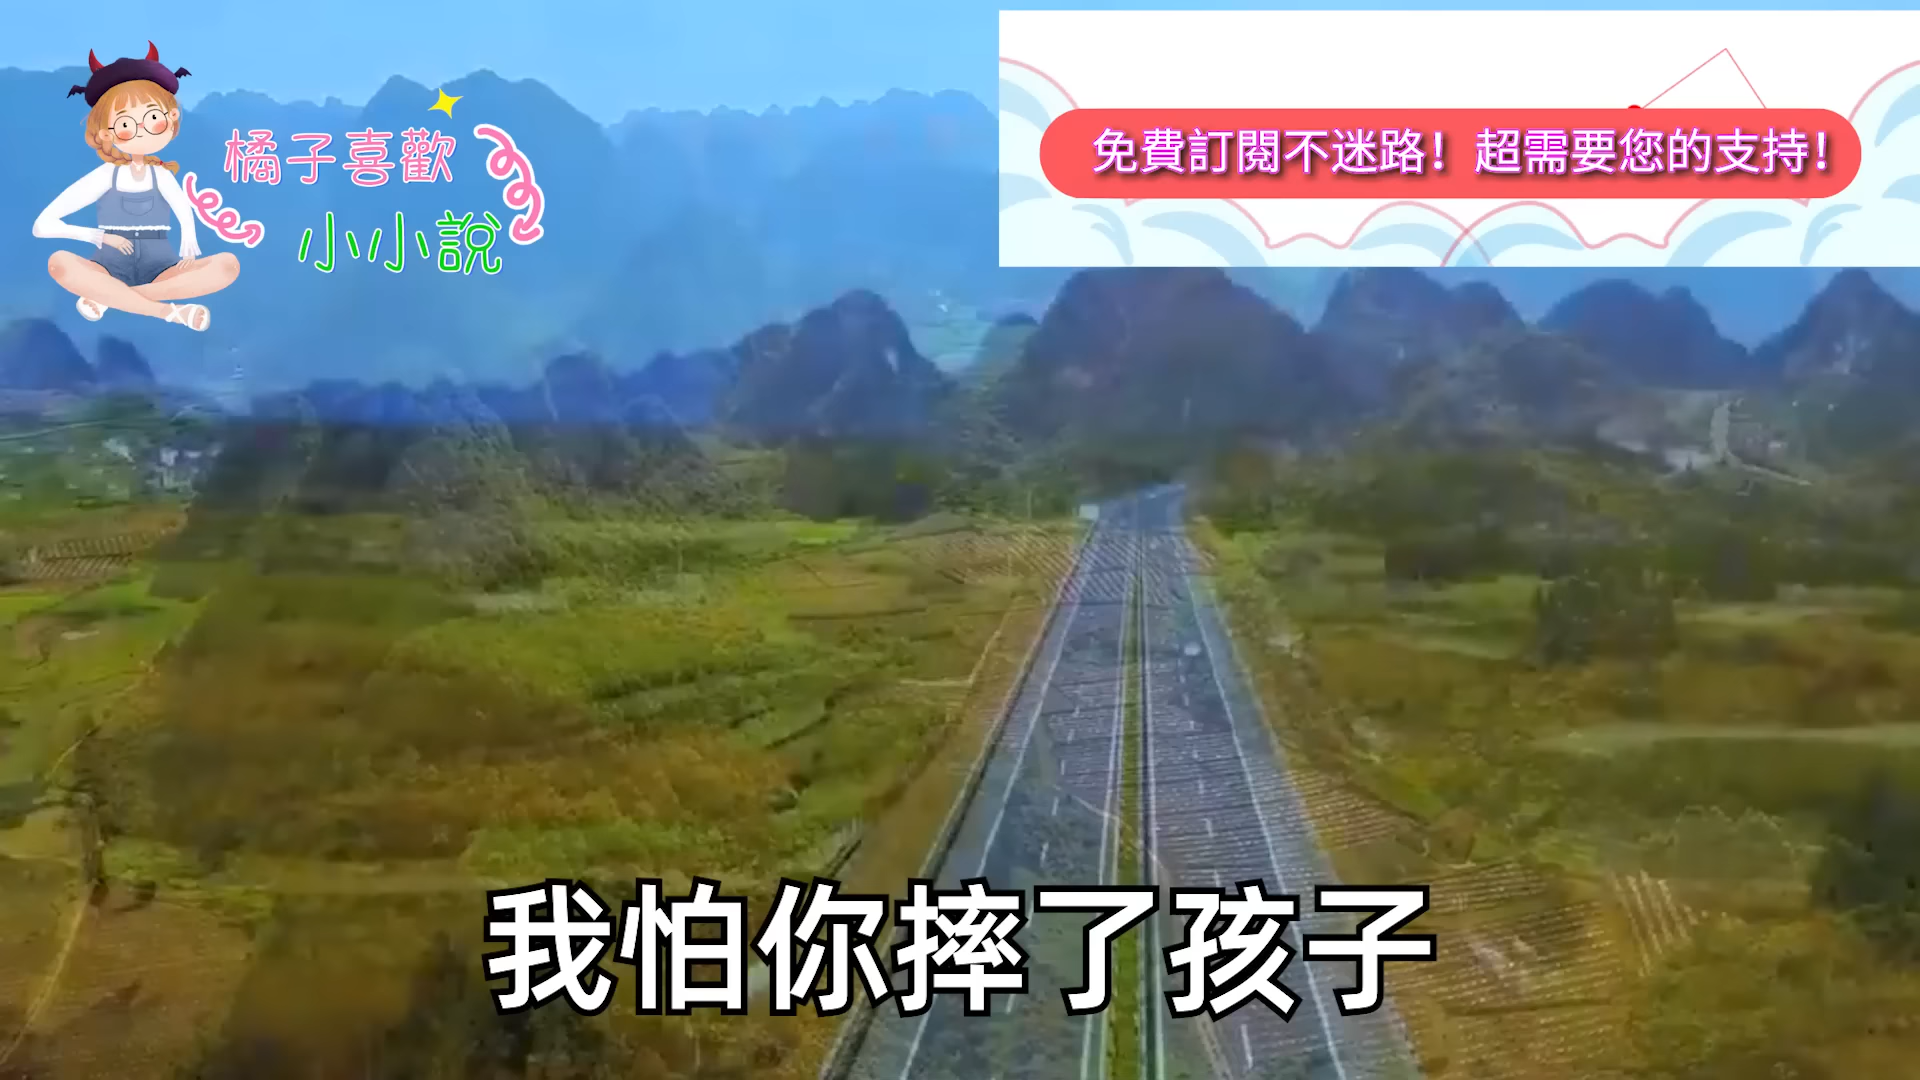 橘子喜歡
小小說
免費訂閱不迷路！超需要您的支持！
我怕你摔了孩子